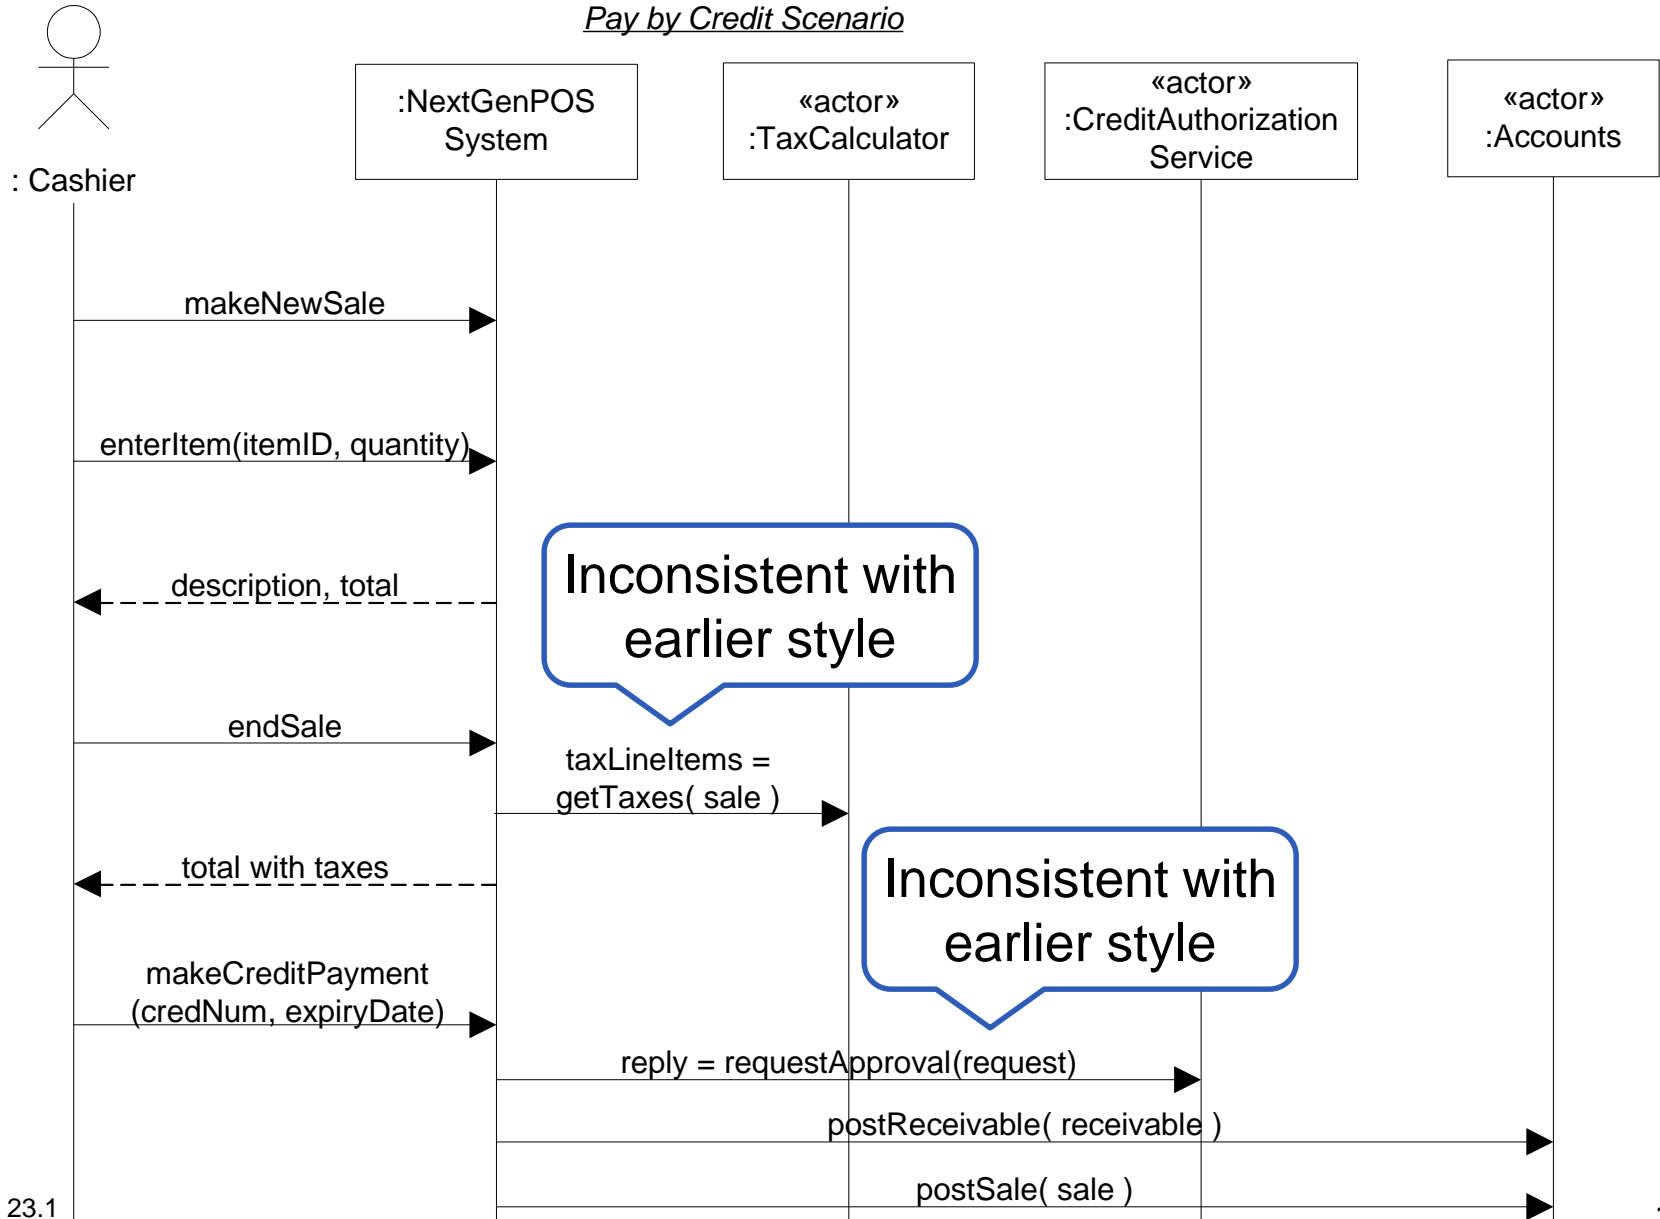 Pay by Credit Scenario
: Cashier
:NextGenPOS
System
«actor»
:TaxCalculator
«actor»
:CreditAuthorization
Service
«actor»
:Accounts
makeNewSale
enterItem(itemID, quantity)
Inconsistent with
earlier style
description, total
endSale
taxLineItems =
getTaxes( sale )
total with taxes
Inconsistent with
earlier style
makeCreditPayment
(credNum, expiryDate)
reply = requestApproval(request)
postReceivable( receivable )
postSale( sale )
23.1